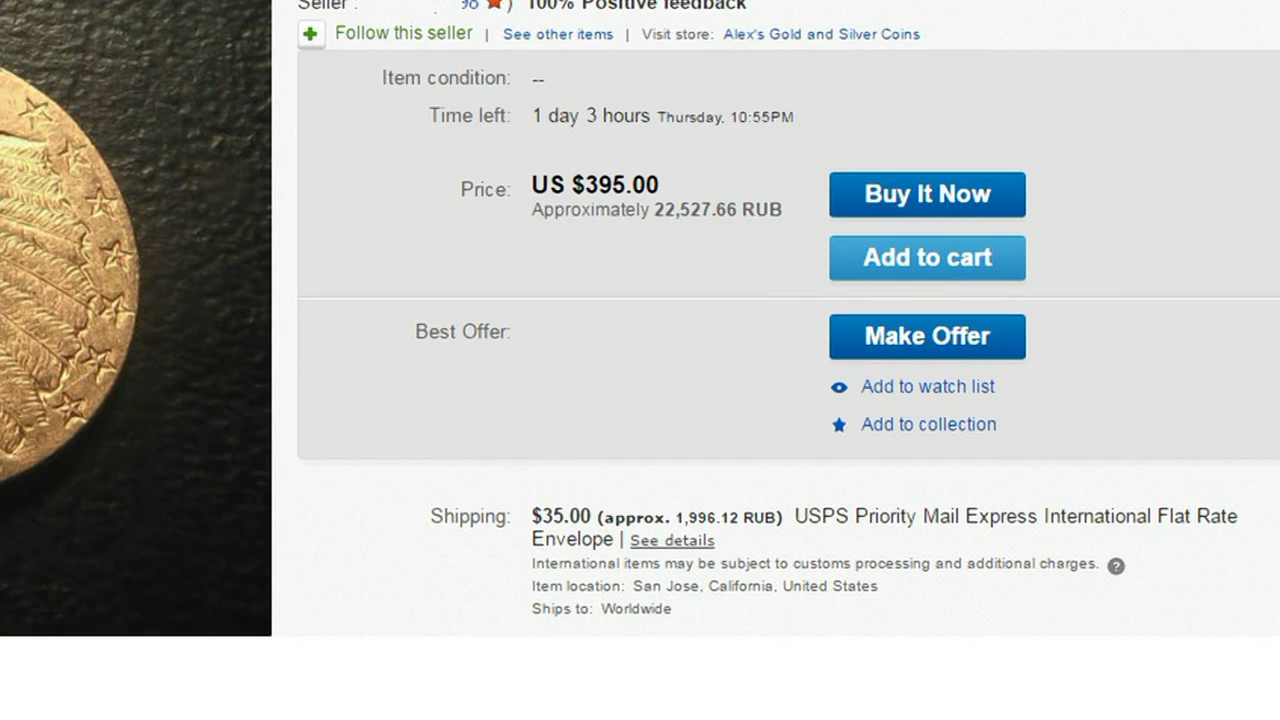 Seller : 98 ) 100% Positive feedback
Follow this seller | See other items | Visit store: Alex's Gold and Silver Coins
Item condition: --
Time left: 1 day 3 hours Thursday, 10:55PM
Price: US $395.00 Buy It Now
Approximately 22,527.66 RUB
Add to cart
Best Offer: Make Offer
Add to watch list
Add to collection
Shipping: $35.00 (approx. 1,996.12 RUB) USPS Priority Mail Express International Flat Rate
Envelope | See details
International items may be subject to customs processing and additional charges. ?
Item location: San Jose, California, United States
Ships to: Worldwide